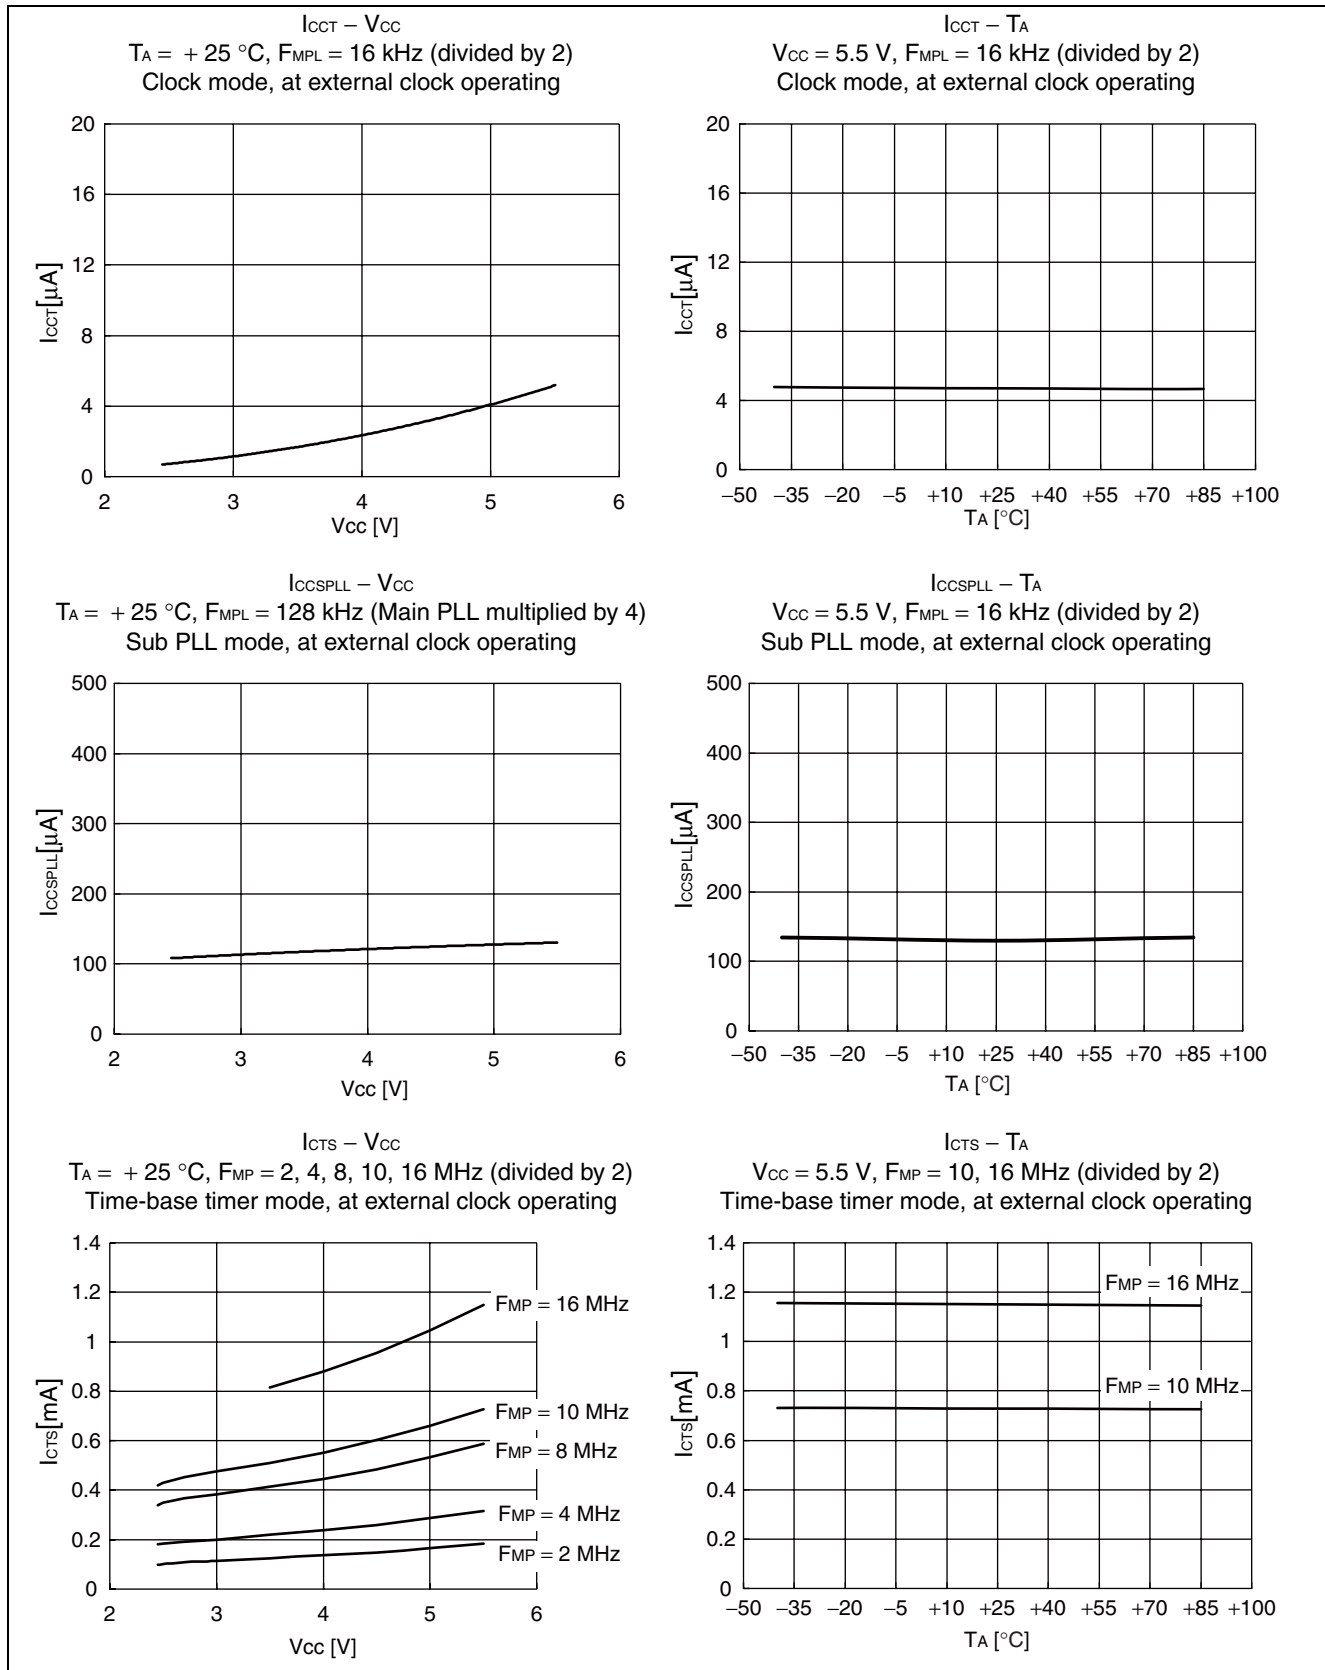 ICCT – VCC
TA = + 25 °C, FMPL = 16 kHz (divided by 2)
Clock mode, at external clock operating
20
16
12
8
4
0
ICCT[μA]
2 3 4 5 6
Vcc [V]
ICCT – TA
VCC = 5.5 V, FMPL = 16 kHz (divided by 2)
Clock mode, at external clock operating
20
16
12
8
4
0
ICCT[μA]
−50 −35 −20 −5 +10 +25 +40 +55 +70 +85 +100
TA [°C]
ICCSPLL – VCC
TA = + 25 °C, FMPL = 128 kHz (Main PLL multiplied by 4)
Sub PLL mode, at external clock operating
500
400
300
200
100
0
ICCSPLL[μA]
2 3 4 5 6
Vcc [V]
ICCSPLL – TA
VCC = 5.5 V, FMPL = 16 kHz (divided by 2)
Sub PLL mode, at external clock operating
500
400
300
200
100
0
ICCSPLL[μA]
−50 −35 −20 −5 +10 +25 +40 +55 +70 +85 +100
TA [°C]
ICTS – VCC
TA = + 25 °C, FMP = 2, 4, 8, 10, 16 MHz (divided by 2)
Time-base timer mode, at external clock operating
1.4
1.2
1
0.8
0.6
0.4
0.2
0
ICTS[mA]
FMP = 16 MHz
FMP = 10 MHz
FMP = 8 MHz
FMP = 4 MHz
FMP = 2 MHz
2 3 4 5 6
Vcc [V]
ICTS – TA
VCC = 5.5 V, FMP = 10, 16 MHz (divided by 2)
Time-base timer mode, at external clock operating
1.4
1.2
1
0.8
0.6
0.4
0.2
0
ICTS[mA]
FMP = 16 MHz
FMP = 10 MHz
−50 −35 −20 −5 +10 +25 +40 +55 +70 +85 +100
TA [°C]